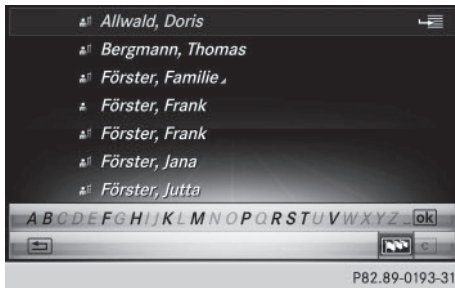 Allwald, Doris
Bergmann, Thomas
Förster, Familie
Förster, Frank
Förster, Frank
Förster, Jana
Förster, Jutta
A B C D E F G H I J K L M N O P Q R S T U V W X Y Z _ ok
C
P82.89-0193-31